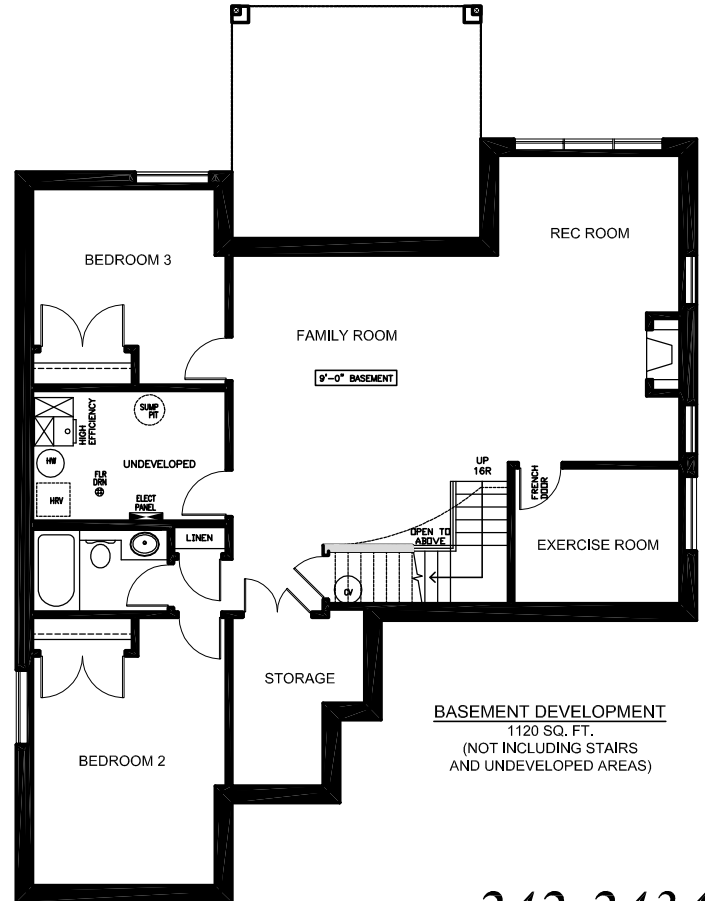 REC ROOM
BEDROOM 3
FAMILY ROOM
9'-0" BASEMENT
HIGH
EFFICIENCY
SUMP
PIT
HW
UNDEVELOPED
FLR
DRN
HRV
ELECT
PANEL
UP
16R
FRENCH
DOOR
OPEN TO
ABOVE
LINEN
EXERCISE ROOM
STORAGE
BASEMENT DEVELOPMENT
1120 SQ. FT.
(NOT INCLUDING STAIRS
AND UNDEVELOPED AREAS)
BEDROOM 2